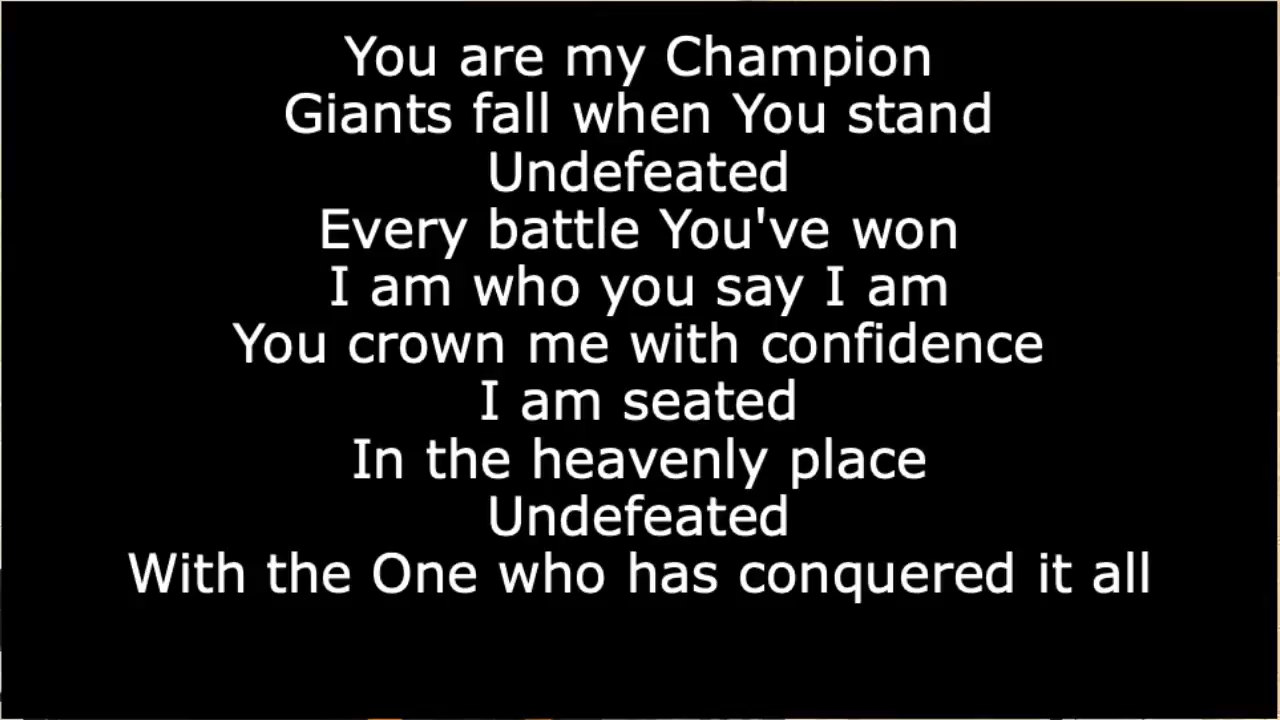 You are my Champion
Giants fall when You stand
Undefeated
Every battle You've won
I am who you say I am
You crown me with confidence
I am seated
In the heavenly place
Undefeated
With the One who has conquered it all